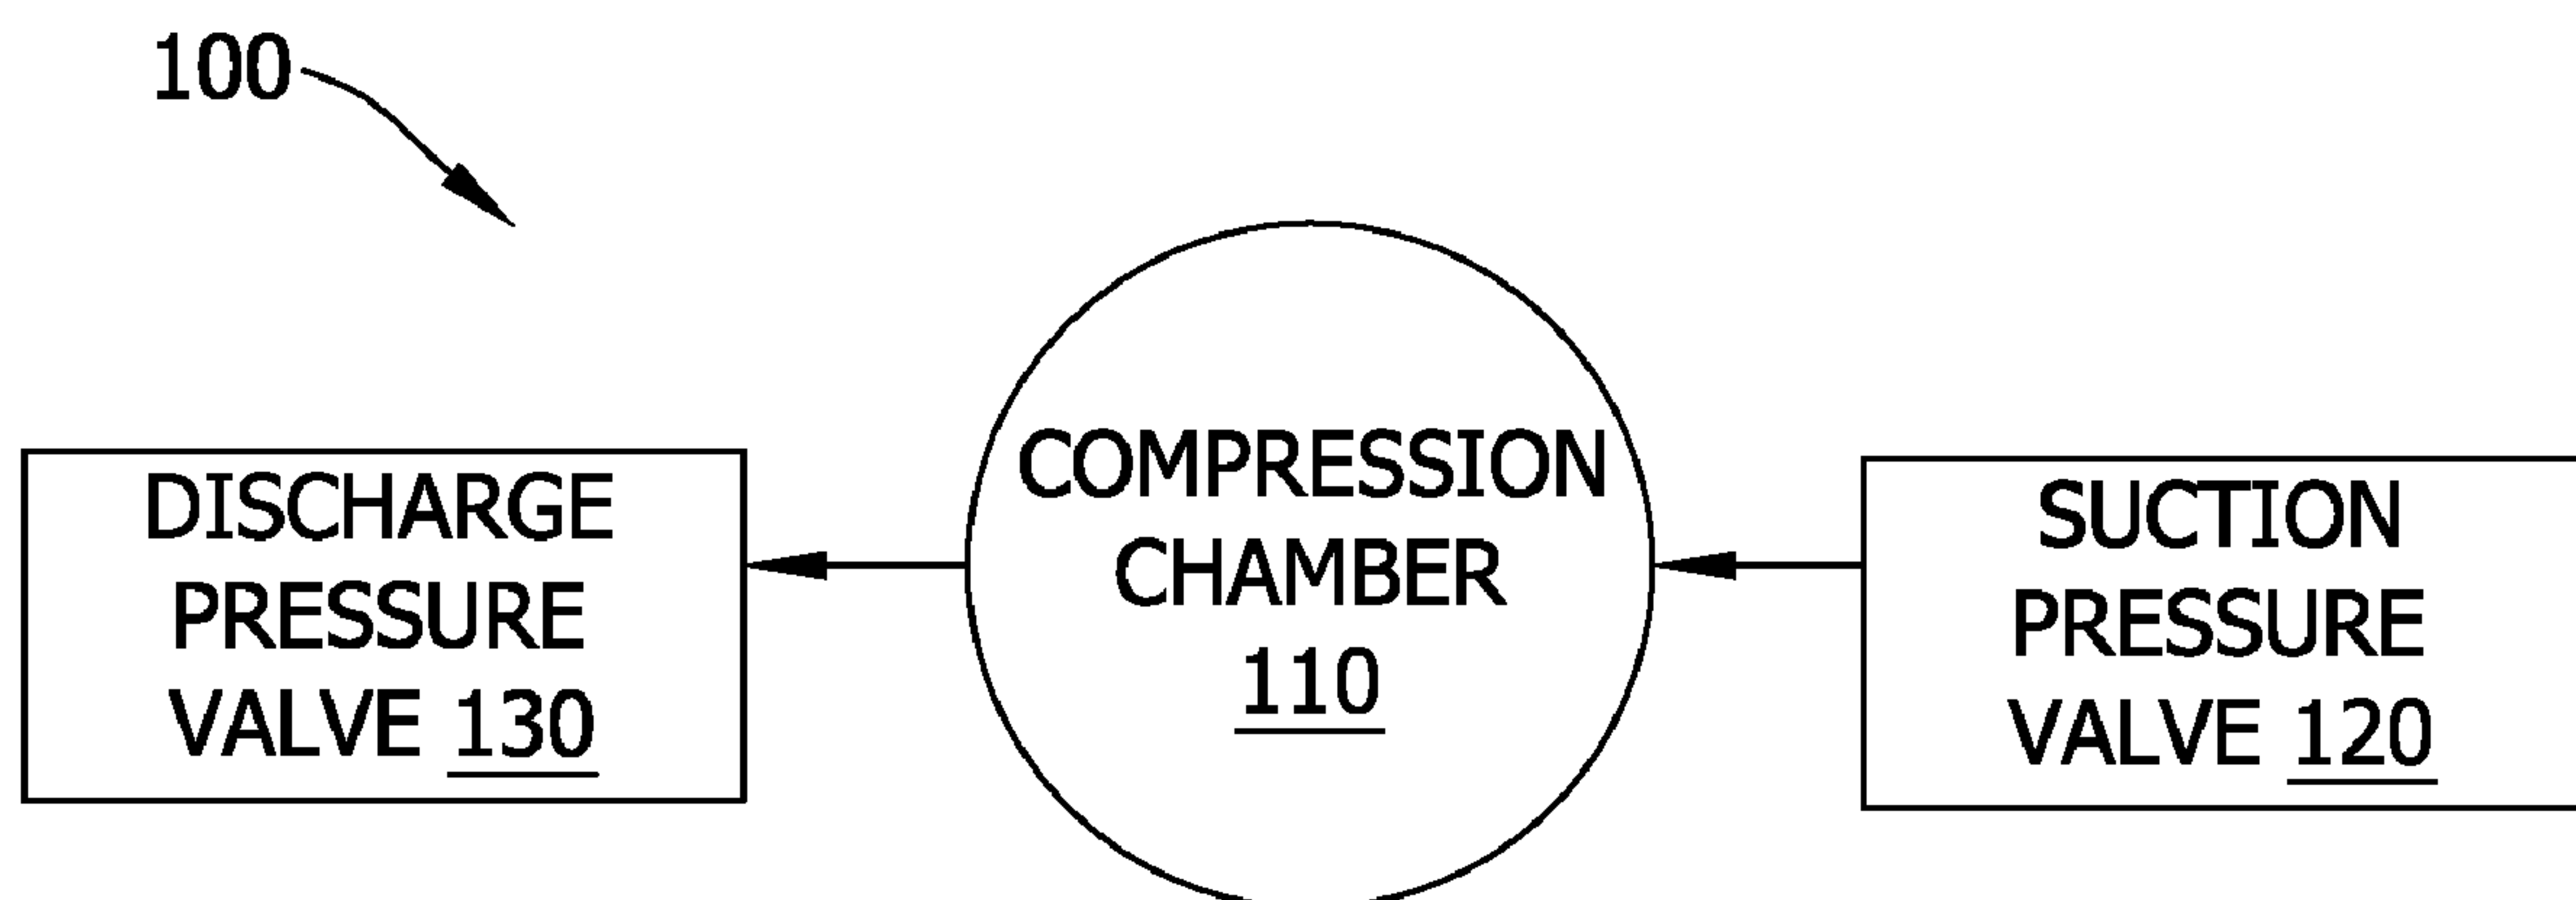 100
DISCHARGE
PRESSURE
VALVE 130
COMPRESSION
CHAMBER
110
SUCTION
PRESSURE
VALVE 120